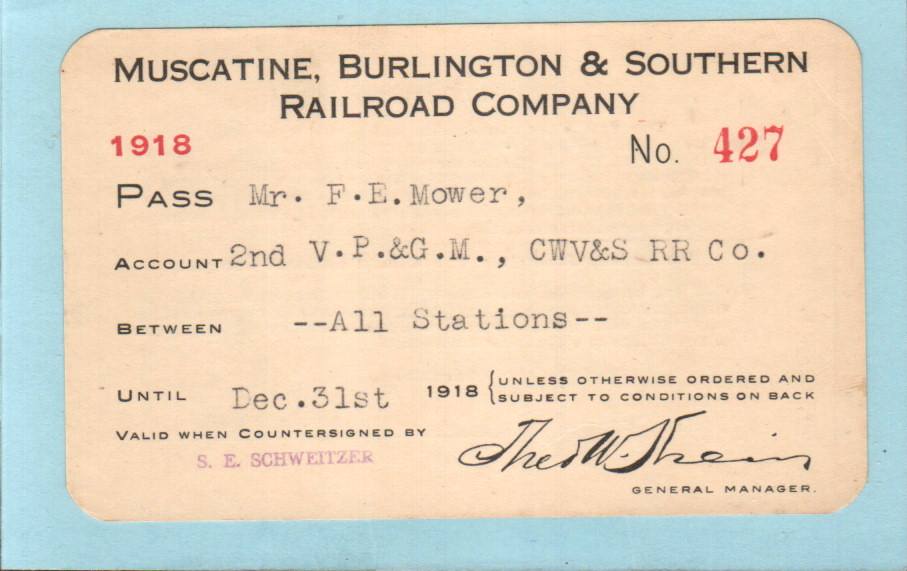 MUSCATINE, BURLINGTON & SOUTHERN
RAILROAD COMPANY
1918 No. 427
PASS Mr. F.E.Mower,
ACCOUNT 2nd V.P.&G.M., CWV&S RR Co.
BETWEEN --All Stations--
UNTIL Dec.31st 1918 { UNLESS OTHERWISE ORDERED AND
SUBJECT TO CONDITIONS ON BACK
VALID WHEN COUNTERSIGNED BY
S. E. SCHWEITZER
GENERAL MANAGER.